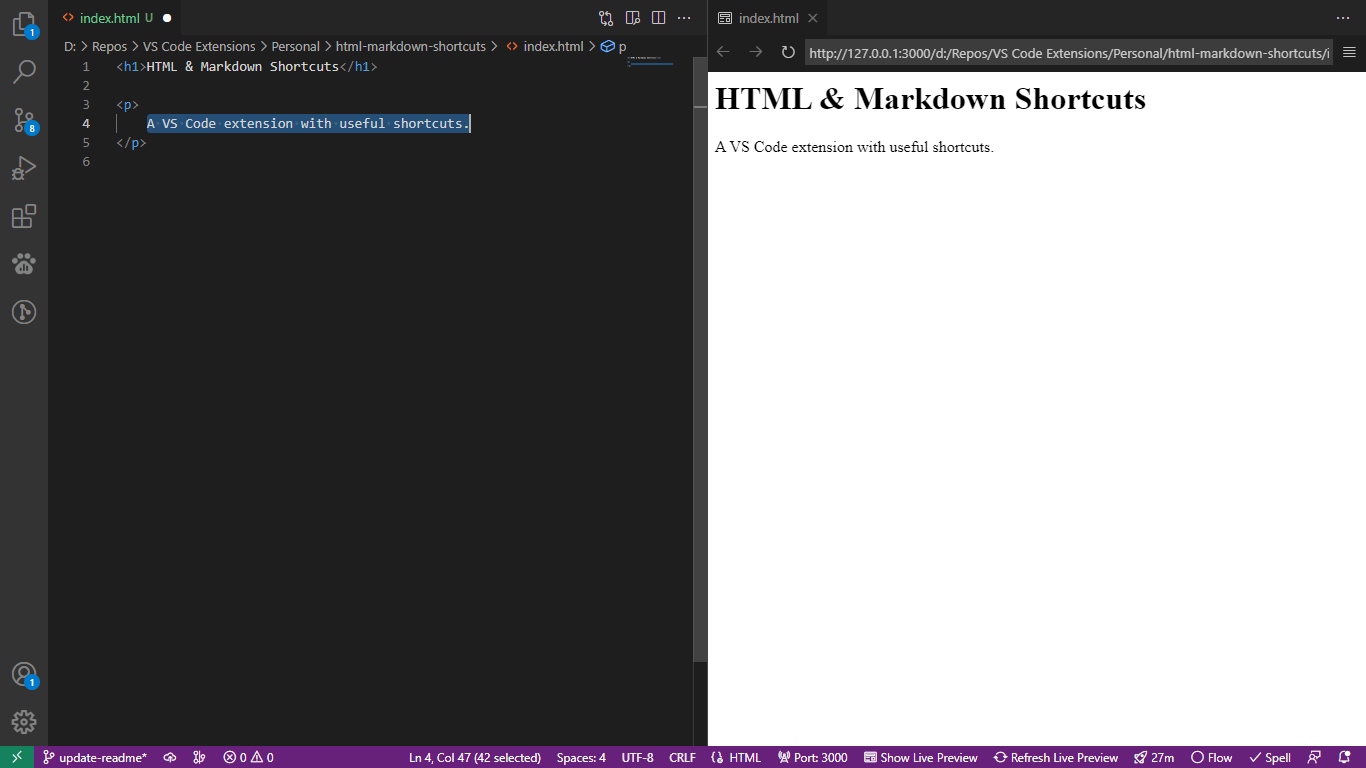 index.html U
index.html
D: Repos VS Code Extensions Personal html-markdown-shortcuts index.html p
http://127.0.0.1:3000/d:/Repos/VS Code Extensions/Personal/html-markdown-shortcuts/i
1 <h1>HTML & Markdown Shortcuts</h1>
2
3 <p>
4 A VS Code extension with useful shortcuts.
5 </p>
6
HTML & Markdown Shortcuts
A VS Code extension with useful shortcuts.
1
8
1
update-readme* 0 0 Ln 4, Col 47 (42 selected) Spaces: 4 UTF-8 CRLF HTML Port: 3000 Show Live Preview Refresh Live Preview 27m Flow Spell